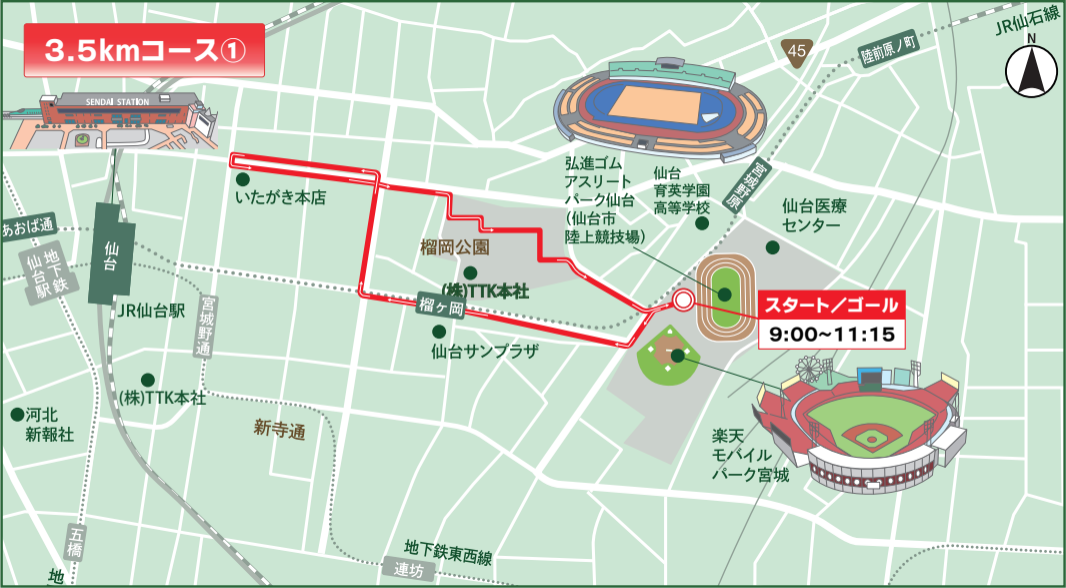 3.5kmコース①
JR仙石線
N
45
陸前原ノ町
SENDAI STATION
弘進ゴム
アスリート
パーク仙台
(仙台市
陸上競技場)
仙台
育英学園
高等学校
宮城野原
仙台医療
センター
いたがき本店
あおば通
地下鉄
仙台駅
仙台
榴岡公園
(株)TTK本社
JR仙台駅
宮城野通
榴ヶ岡
スタート/ゴール
9:00~11:15
仙台サンプラザ
(株)TTK本社
河北
新報社
新寺通
楽天
モバイル
パーク宮城
五橋
地下鉄東西線
連坊
地